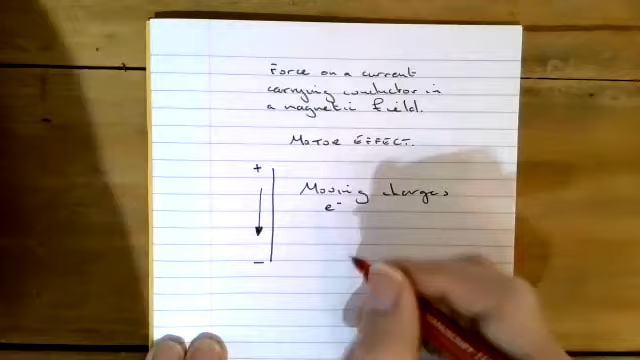 Force on a current
carrying conductor in
a magnetic field.
MOTOR EFFECT.
+
Moving charges
e-
-